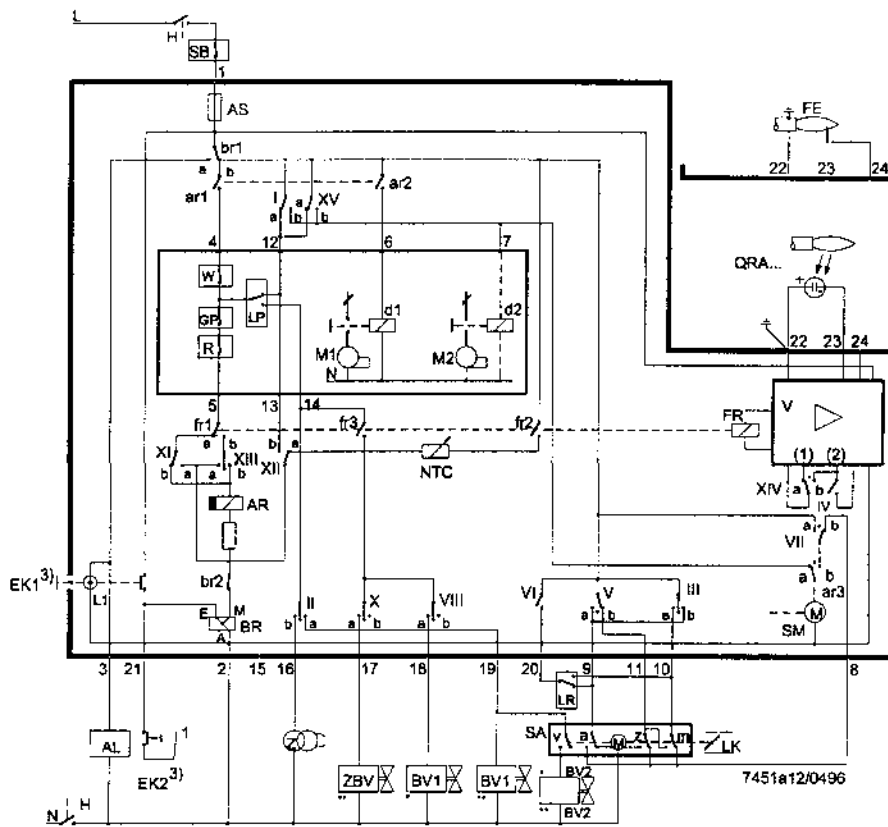 L
H
SB
1
AS
FE
br1
a b
22 23 24
ar1
ar2
I
a
XV
a b b
4 12 6 7
W
QRA...
+
GP
LP
d1
d2
R
M1
M2
22 23 24
N
5 13 14
V
fr1
fr3
fr2
FR
a b
b a
XI
XIII
XII
NTC
(1) (2)
b a a b
XIV
a b
IV
AR
a b
VII
EK1 3)
L1
br2
a b
ar3
E M
II
X
VIII
VI
V
III
BR
A
b a
a b
a b
a b
a b
M
SM
3 21 2 15 16 17 18 19 20 9 11 10 8
LR
AL
1
Z
SA
v a M z m
LK
EK2 3)
ZBV
BV1
BV1
BV2
BV2
7451a12/0496
N H